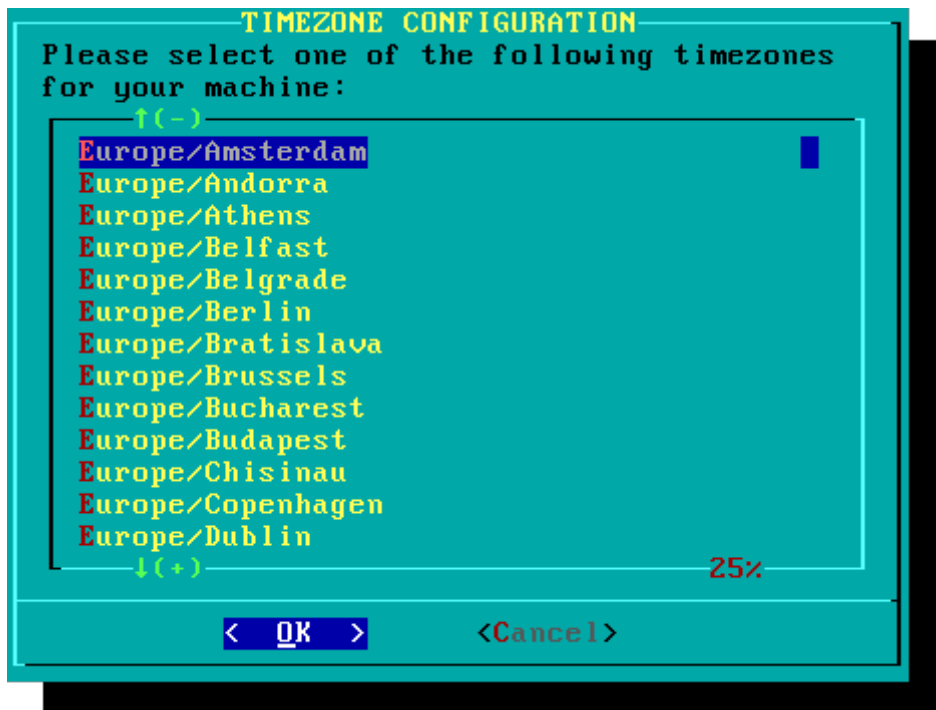 TIMEZONE CONFIGURATION
Please select one of the following timezones
for your machine:
↑(-)
Europe/Amsterdam
Europe/Andorra
Europe/Athens
Europe/Belfast
Europe/Belgrade
Europe/Berlin
Europe/Bratislava
Europe/Brussels
Europe/Bucharest
Europe/Budapest
Europe/Chisinau
Europe/Copenhagen
Europe/Dublin
↓(+) 25%
< OK > <Cancel>